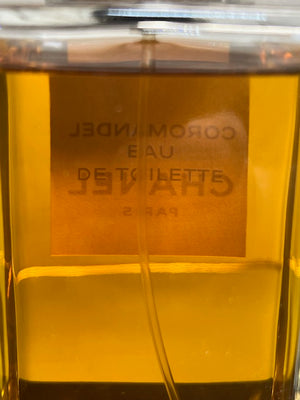 COROMANDEL
EAU
DE TOILETTE
CHANEL
PARIS